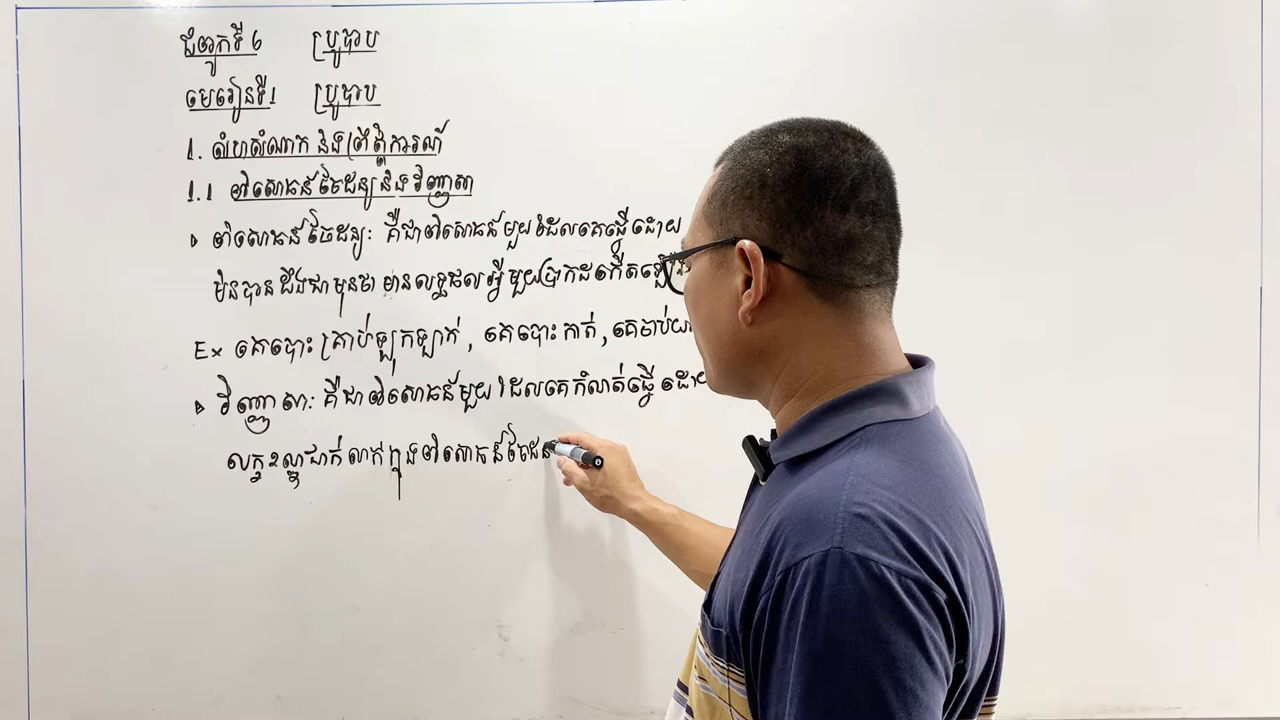 ជំពូកទី ៦ ប្រូបាប
មេរៀនទី1 ប្រូបាប
1. លំហសំណាក និងព្រឹត្តិការណ៍
1.1 ពិសោធន៍ចៃដន្យ និង វិញ្ញាសា
ពិសោធន៍ ចៃដន្យ: គឺជាពិសោធន៍មួយដែលគេធ្វើដោយ
មិនបានដឹងជាមុនថា មានលទ្ធផលអ្វីមួយប្រាកដកើត
Ex គេបោះ គ្រាប់ឡុកឡាក់, គេបោះ កាក់, គេចាប់
វិញ្ញាសា: គឺជាពិសោធន៍មួយ ដែលគេកំណត់ធ្វើដោយ
លក្ខខណ្ឌជាក់លាក់ក្នុងពិសោធន៍ចៃដន